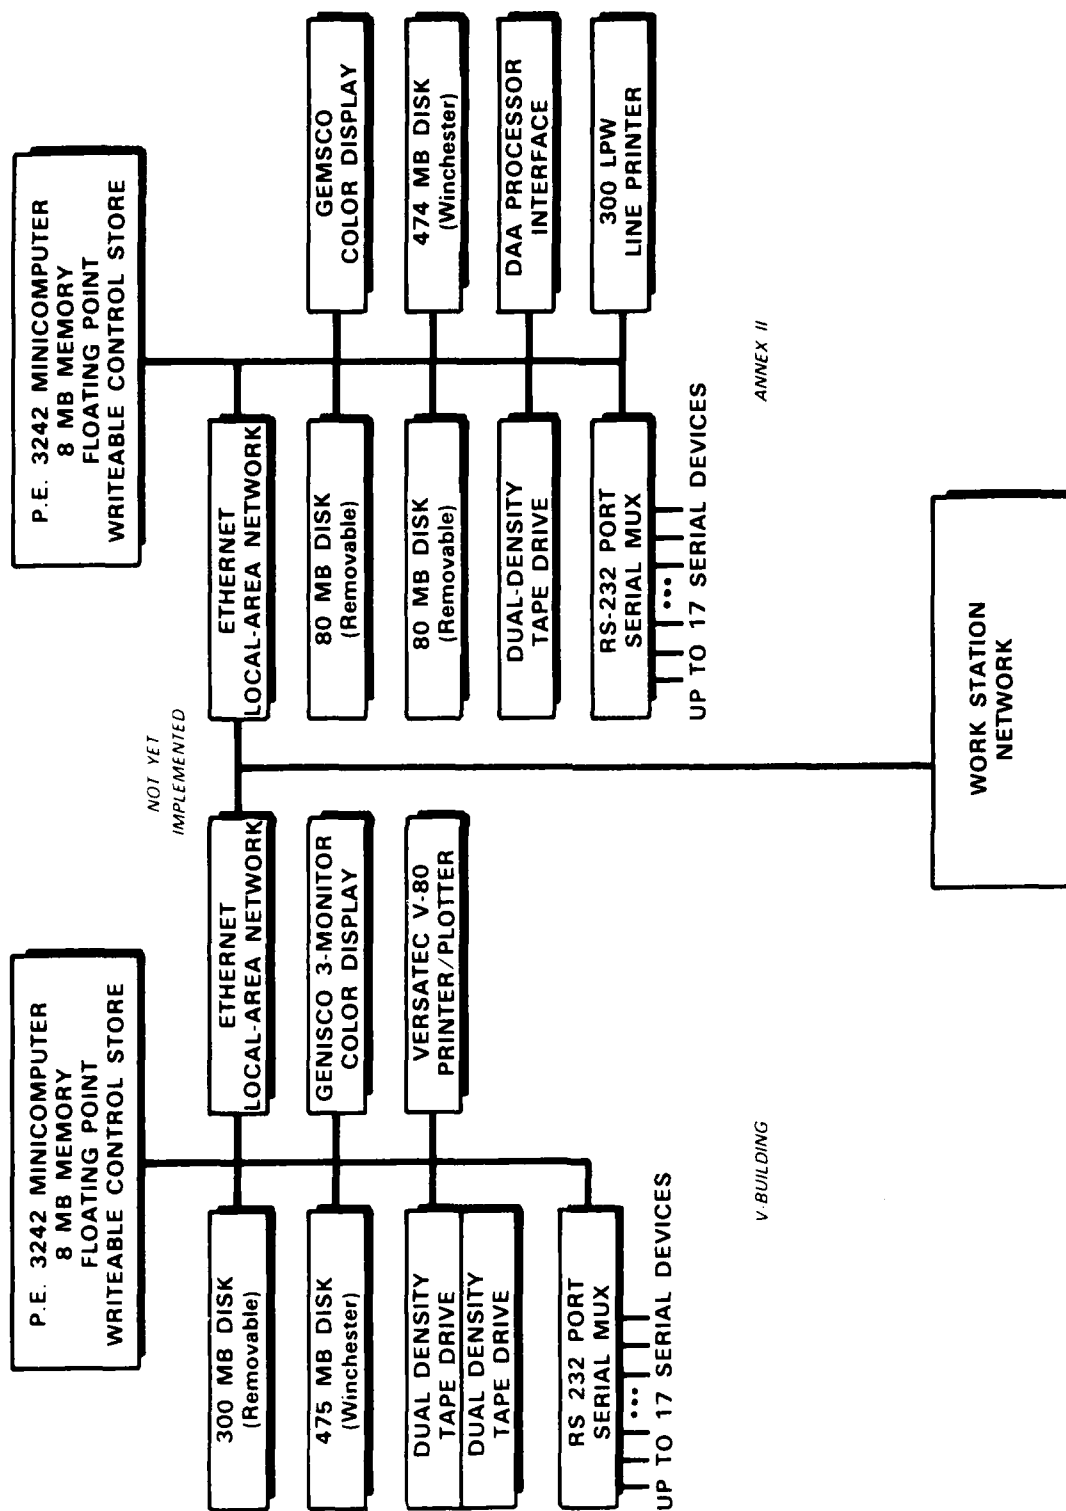 P.E. 3242 MINICOMPUTER
8 MB MEMORY
FLOATING POINT
WRITEABLE CONTROL STORE
300 MB DISK
(Removable)
ETHERNET
LOCAL-AREA NETWORK
475 MB DISK
(Winchester)
GENISCO 3-MONITOR
COLOR DISPLAY
DUAL DENSITY
TAPE DRIVE
DUAL DENSITY
TAPE DRIVE
VERSATEC V-80
PRINTER/PLOTTER
RS 232 PORT
SERIAL MUX
UP TO 17 SERIAL DEVICES
V-BUILDING
NOT YET
IMPLEMENTED
P.E. 3242 MINICOMPUTER
8 MB MEMORY
FLOATING POINT
WRITEABLE CONTROL STORE
ETHERNET
LOCAL-AREA NETWORK
80 MB DISK
(Removable)
GEMSCO
COLOR DISPLAY
80 MB DISK
(Removable)
474 MB DISK
(Winchester)
DUAL-DENSITY
TAPE DRIVE
DAA PROCESSOR
INTERFACE
RS-232 PORT
SERIAL MUX
300 LPW
LINE PRINTER
UP TO 17 SERIAL DEVICES
ANNEX II
WORK STATION
NETWORK